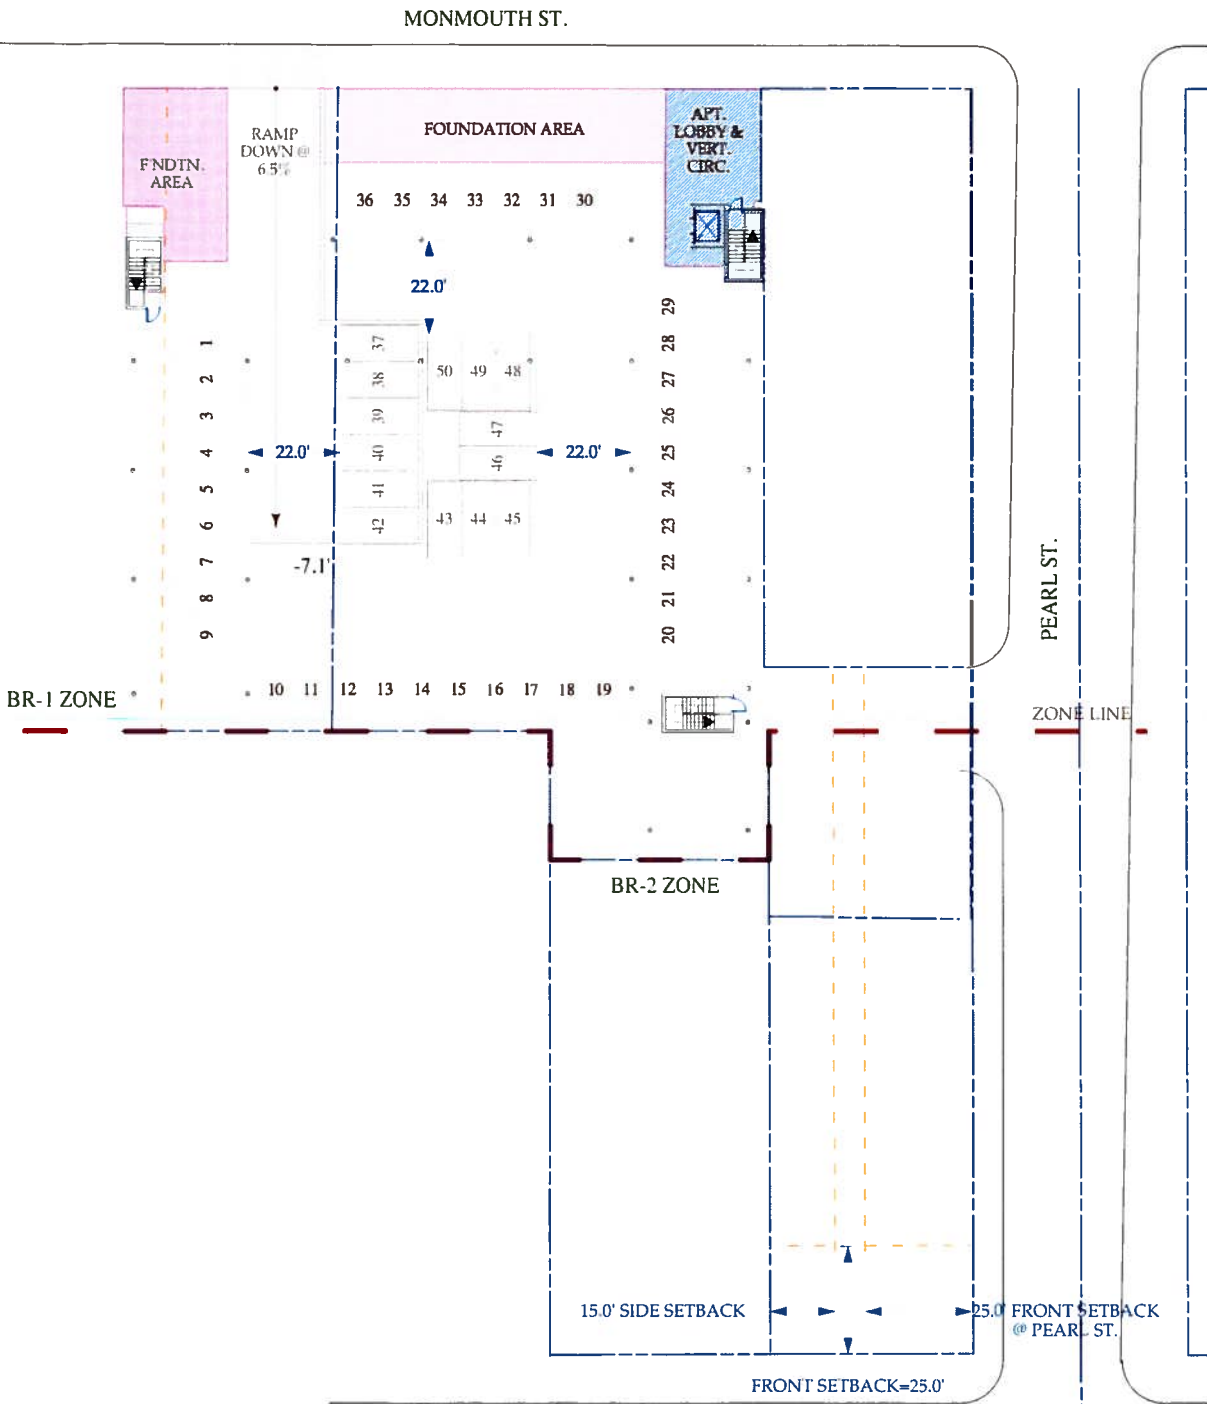 MONMOUTH ST.
F'NDTN.
AREA
RAMP
DOWN @
6.5%
FOUNDATION AREA
APT.
LOBBY &
VERT.
CIRC.
36 35 34 33 32 31 30
22.0'
29
28
27
26
25
24
23
22
21
20
1
2
3
4
5
6
7
8
9
37
38
39
40
41
42
50 49 48
47
46
43 44 45
22.0'
22.0'
-7.1'
10 11 12 13 14 15 16 17 18 19
PEARL ST.
BR-1 ZONE
ZONE LINE
BR-2 ZONE
15.0' SIDE SETBACK
25.0' FRONT SETBACK
@ PEARL ST.
FRONT SETBACK=25.0'